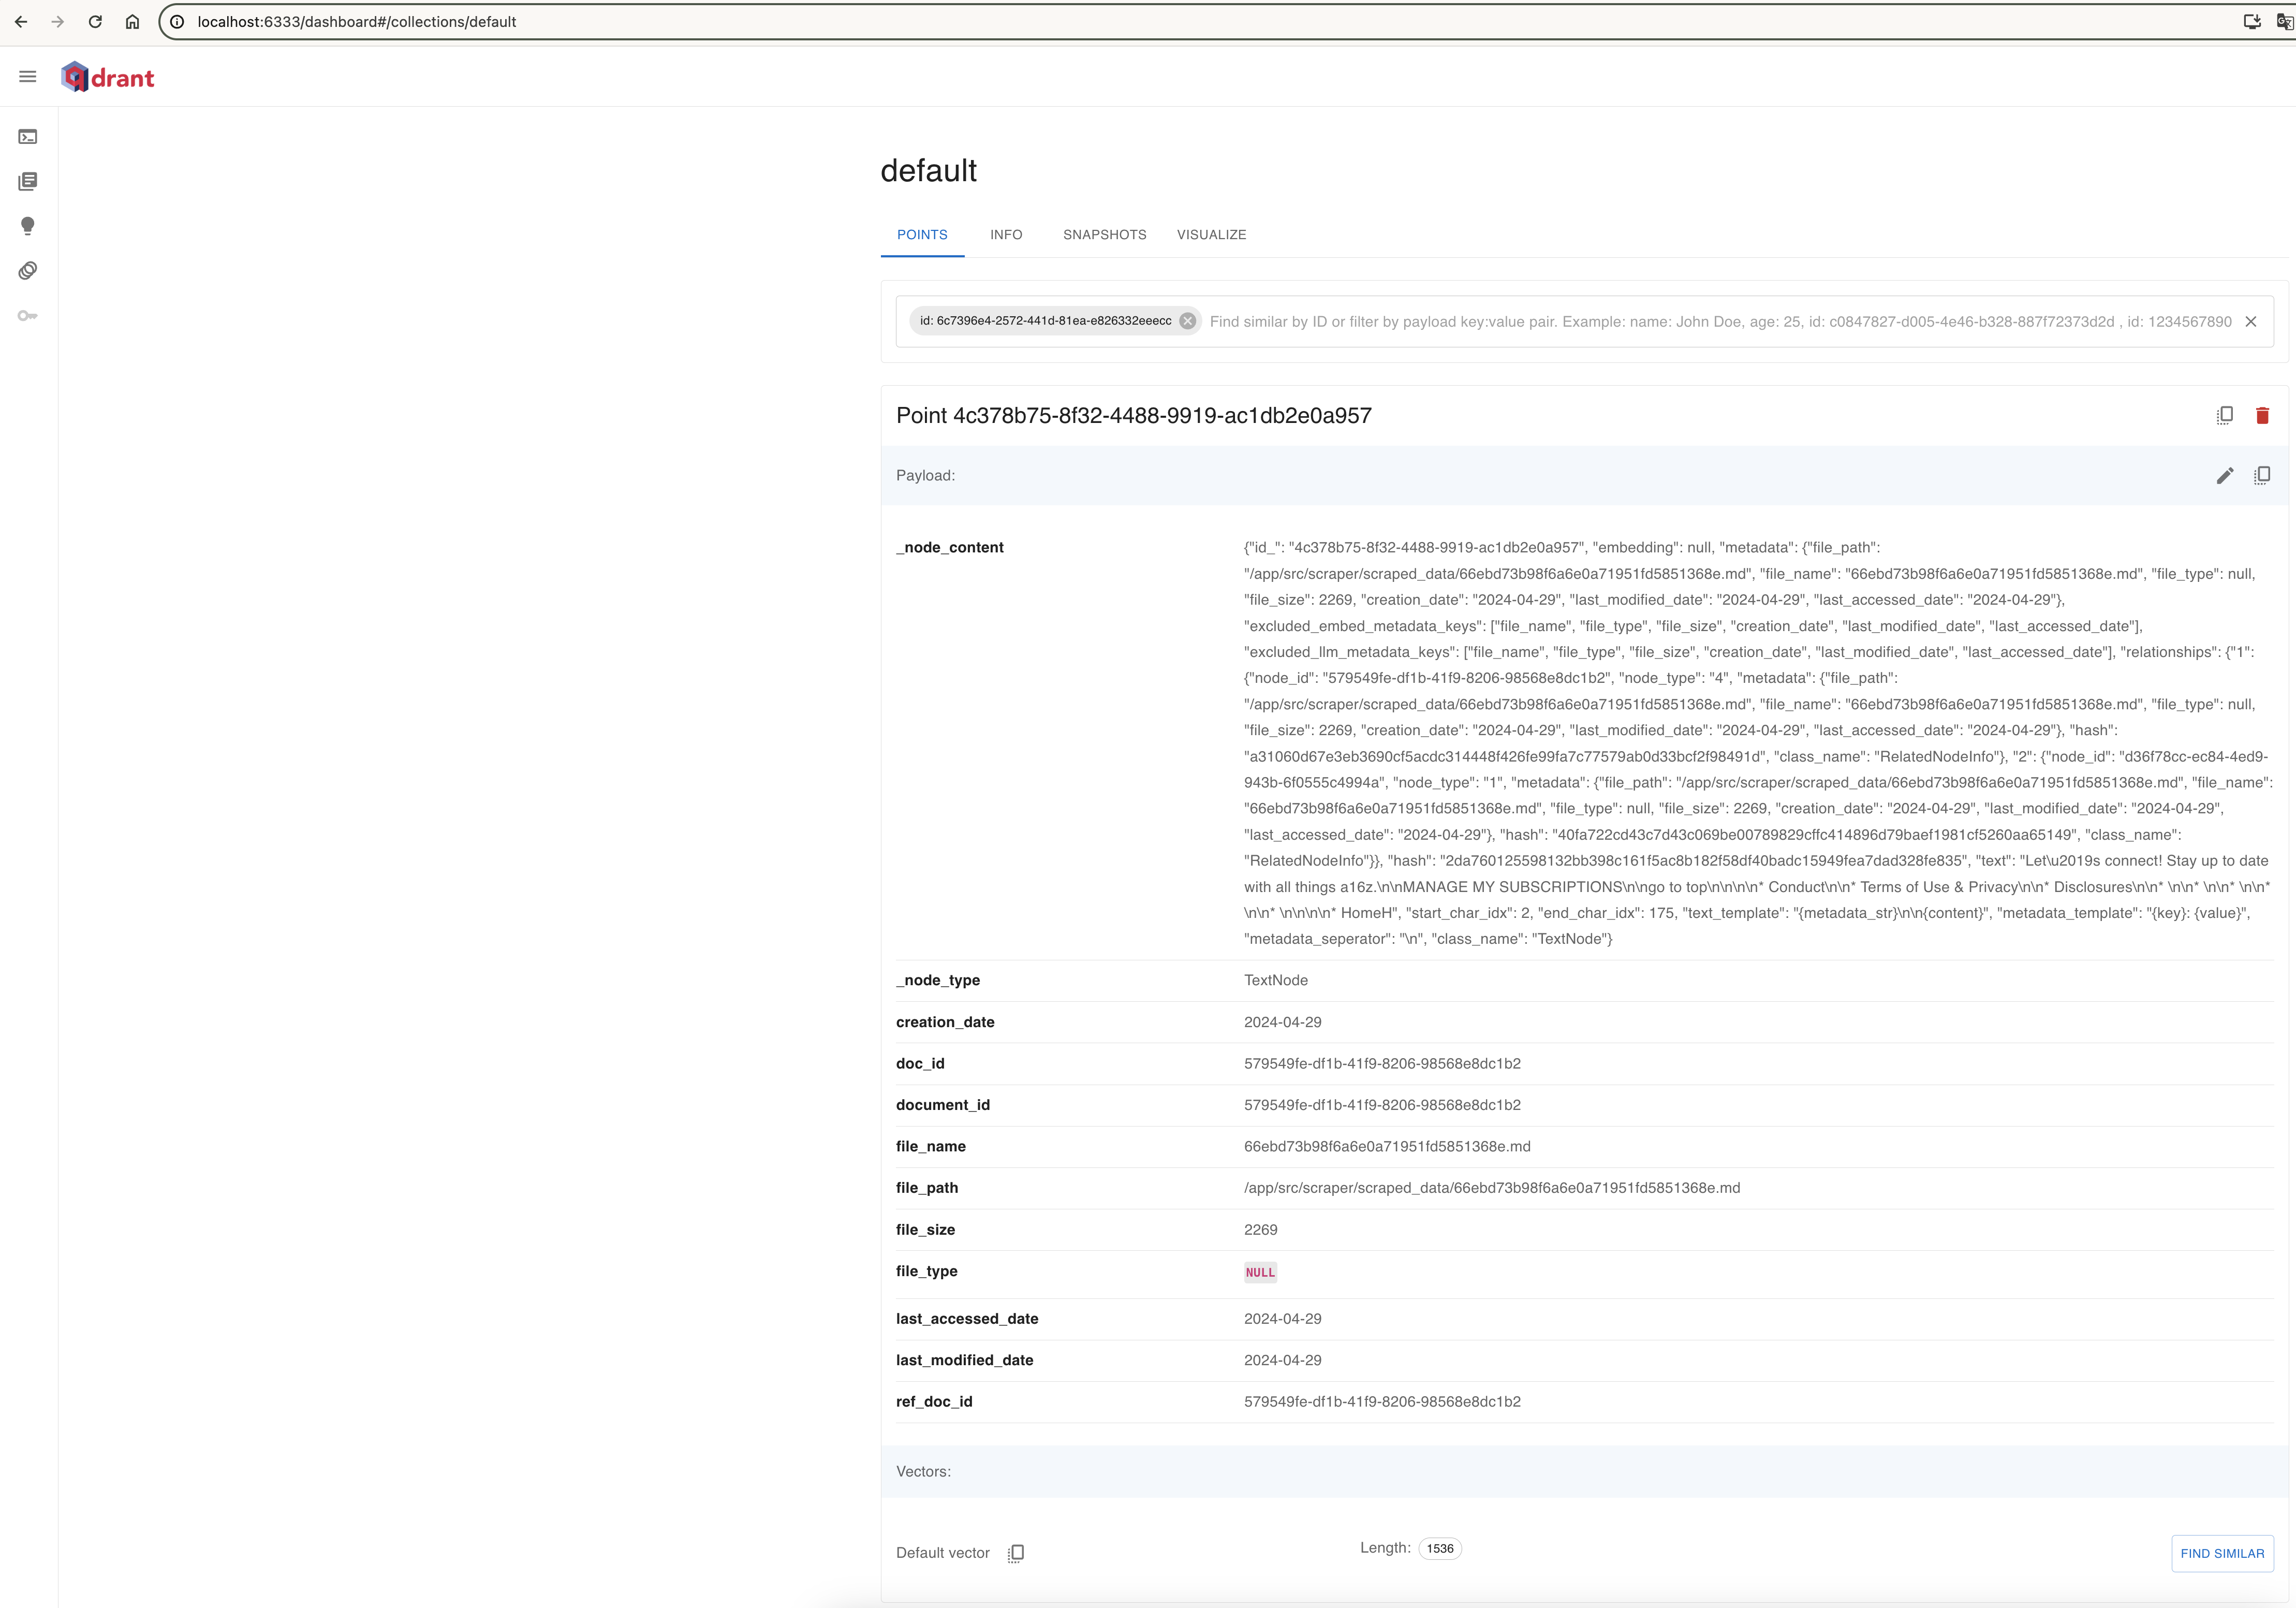 localhost:6333/dashboard#/collections/default
qdrant
default
POINTS INFO SNAPSHOTS VISUALIZE
id: 6c7396e4-2572-441d-81ea-e826332eeecc Find similar by ID or filter by payload key:value pair. Example: name: John Doe, age: 25, id: c0847827-d005-4e46-b328-887f72373d2d , id: 1234567890
Point 4c378b75-8f32-4488-9919-ac1db2e0a957
Payload:
_node_content
{"id_": "4c378b75-8f32-4488-9919-ac1db2e0a957", "embedding": null, "metadata": {"file_path":
"/app/src/scraper/scraped_data/66ebd73b98f6a6e0a71951fd5851368e.md", "file_name": "66ebd73b98f6a6e0a71951fd5851368e.md", "file_type": null,
"file_size": 2269, "creation_date": "2024-04-29", "last_modified_date": "2024-04-29", "last_accessed_date": "2024-04-29"},
"excluded_embed_metadata_keys": ["file_name", "file_type", "file_size", "creation_date", "last_modified_date", "last_accessed_date"],
"excluded_llm_metadata_keys": ["file_name", "file_type", "file_size", "creation_date", "last_modified_date", "last_accessed_date"], "relationships": {"1":
{"node_id": "579549fe-df1b-41f9-8206-98568e8dc1b2", "node_type": "4", "metadata": {"file_path":
"/app/src/scraper/scraped_data/66ebd73b98f6a6e0a71951fd5851368e.md", "file_name": "66ebd73b98f6a6e0a71951fd5851368e.md", "file_type": null,
"file_size": 2269, "creation_date": "2024-04-29", "last_modified_date": "2024-04-29", "last_accessed_date": "2024-04-29"}, "hash":
"a31060d67e3eb3690cf5acdc314448f426fe99fa7c77579ab0d33bcf2f98491d", "class_name": "RelatedNodeInfo"}, "2": {"node_id": "d36f78cc-ec84-4ed9-
943b-6f0555c4994a", "node_type": "1", "metadata": {"file_path": "/app/src/scraper/scraped_data/66ebd73b98f6a6e0a71951fd5851368e.md", "file_name":
"66ebd73b98f6a6e0a71951fd5851368e.md", "file_type": null, "file_size": 2269, "creation_date": "2024-04-29", "last_modified_date": "2024-04-29",
"last_accessed_date": "2024-04-29"}, "hash": "40fa722cd43c7d43c069be00789829cffc414896d79baef1981cf5260aa65149", "class_name":
"RelatedNodeInfo"}}, "hash": "2da760125598132bb398c161f5ac8b182f58df40badc15949fea7dad328fe835", "text": "Let\u2019s connect! Stay up to date
with all things a16z.\n\nMANAGE MY SUBSCRIPTIONS\n\ngo to top\n\n\n\n* Conduct\n\n* Terms of Use & Privacy\n\n* Disclosures\n\n* \n\n* \n\n* \n\n*
\n\n* \n\n\n\n* HomeH", "start_char_idx": 2, "end_char_idx": 175, "text_template": "{metadata_str}\n\n{content}", "metadata_template": "{key}: {value}",
"metadata_seperator": "\n", "class_name": "TextNode"}
_node_type TextNode
creation_date 2024-04-29
doc_id 579549fe-df1b-41f9-8206-98568e8dc1b2
document_id 579549fe-df1b-41f9-8206-98568e8dc1b2
file_name 66ebd73b98f6a6e0a71951fd5851368e.md
file_path /app/src/scraper/scraped_data/66ebd73b98f6a6e0a71951fd5851368e.md
file_size 2269
file_type NULL
last_accessed_date 2024-04-29
last_modified_date 2024-04-29
ref_doc_id 579549fe-df1b-41f9-8206-98568e8dc1b2
Vectors:
Default vector Length: 1536 FIND SIMILAR